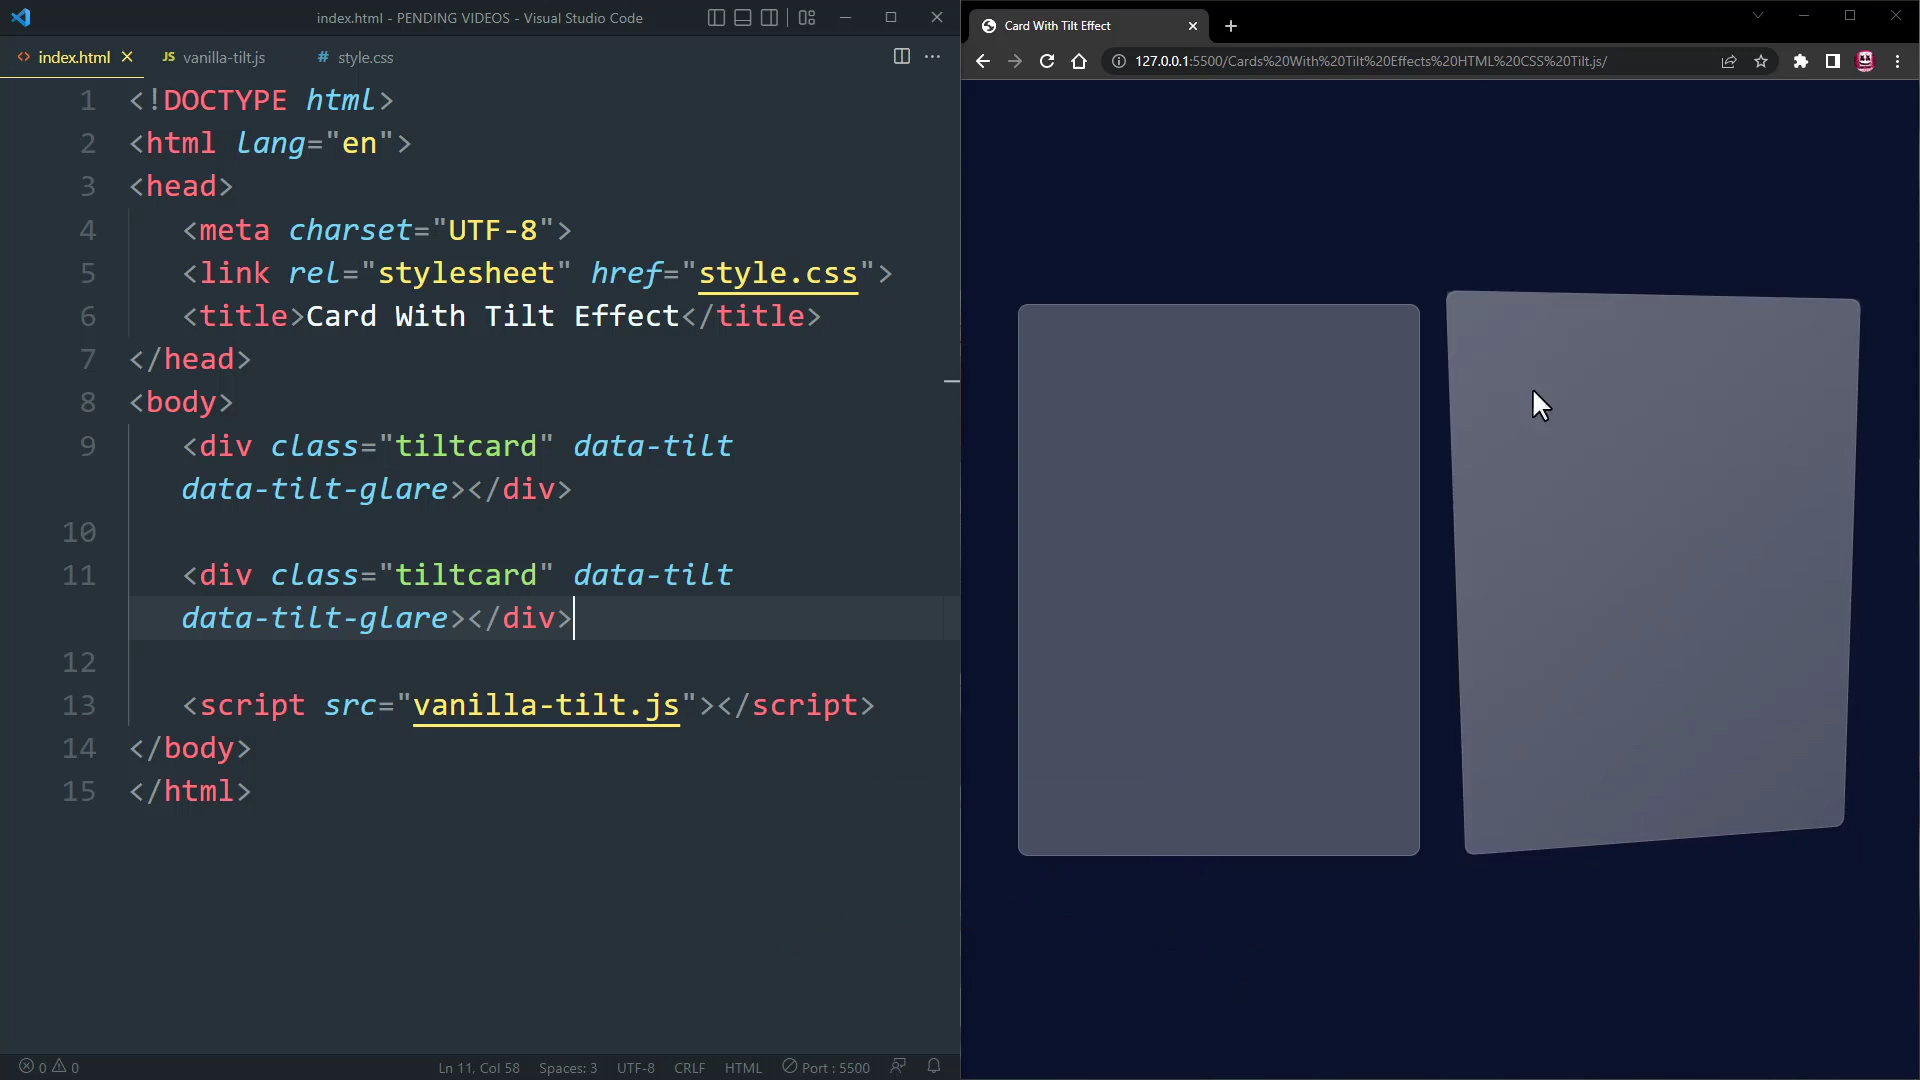 index.html - PENDING VIDEOS - Visual Studio Code
index.html
JS vanilla-tilt.js
# style.css
1 <!DOCTYPE html>
2 <html lang="en">
3 <head>
4 <meta charset="UTF-8">
5 <link rel="stylesheet" href="style.css">
6 <title>Card With Tilt Effect</title>
7 </head>
8 <body>
9 <div class="tiltcard" data-tilt
data-tilt-glare></div>
10
11 <div class="tiltcard" data-tilt
data-tilt-glare></div>
12
13 <script src="vanilla-tilt.js"></script>
14 </body>
15 </html>
0 0
Ln 11, Col 58
Spaces: 3
UTF-8
CRLF
HTML
Port : 5500
Card With Tilt Effect
127.0.0.1:5500/Cards%20With%20Tilt%20Effects%20HTML%20CSS%20Tilt.js/